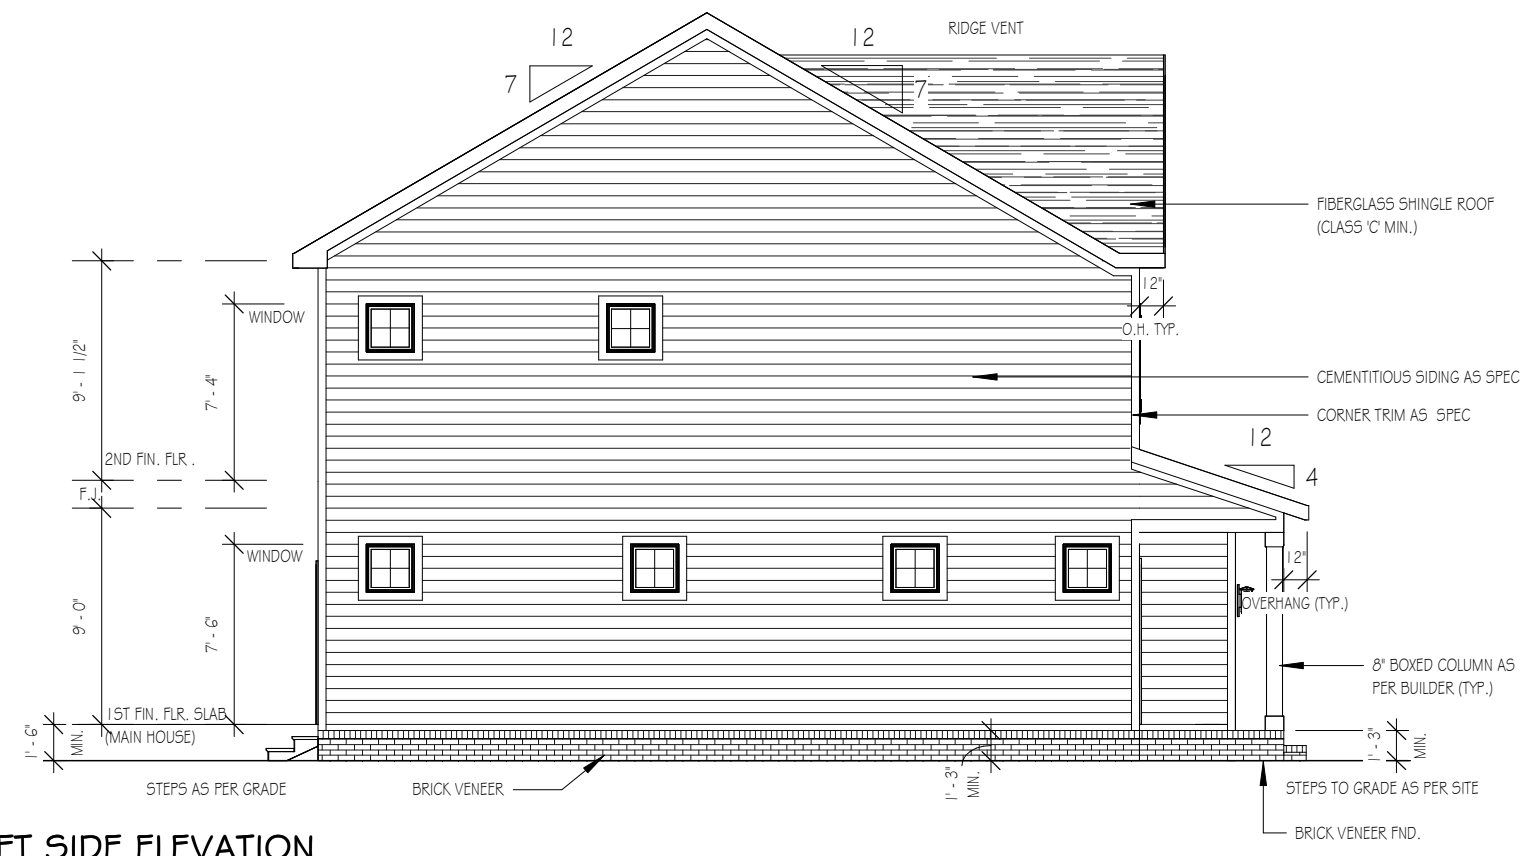 RIDGE VENT
12
12
7
7
FIBERGLASS SHINGLE ROOF
(CLASS 'C' MIN.)
12"
O.H. TYP.
WINDOW
9' - 1 1/2"
7' - 4"
CEMENTITIOUS SIDING AS SPEC
CORNER TRIM AS SPEC
12
4
2ND FIN. FLR .
F.J.
WINDOW
12"
OVERHANG (TYP.)
9' - 0"
7' - 6"
8" BOXED COLUMN AS
PER BUILDER (TYP.)
1ST FIN. FLR. SLAB
(MAIN HOUSE)
1' - 6"
MIN.
1' - 3"
MIN.
1' - 3"
MIN.
STEPS AS PER GRADE
BRICK VENEER
STEPS TO GRADE AS PER SITE
BRICK VENEER FND.
FT SIDE ELEVATION